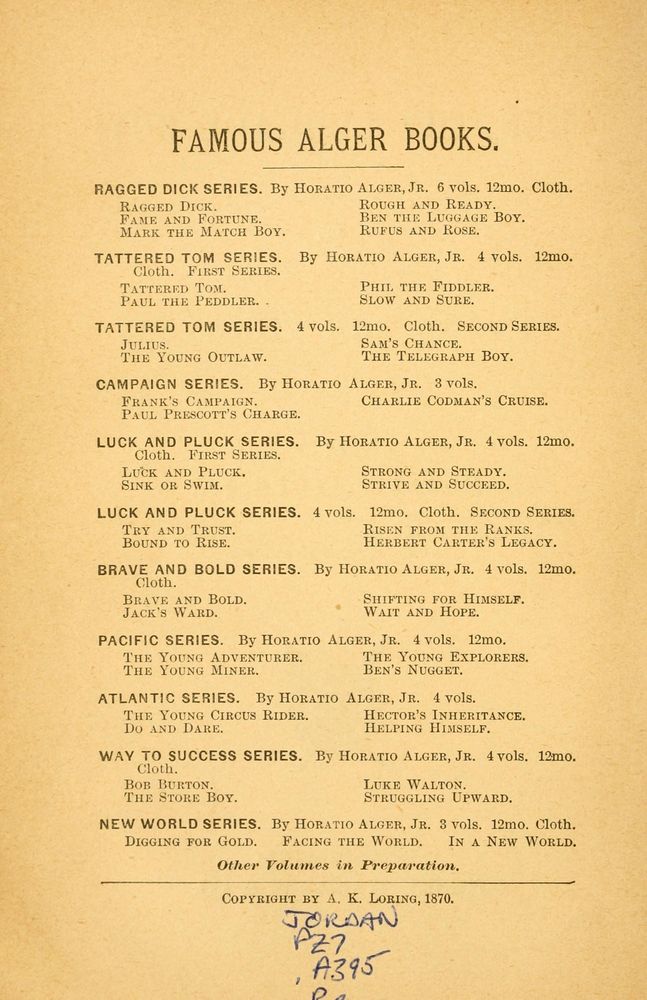 FAMOUS ALGER BOOKS.
RAGGED DICK SERIES. By HORATIO ALGER, JR. 6 vols. 12mo. Cloth.
RAGGED DICK. ROUGH AND READY.
FAME AND FORTUNE. BEN THE LUGGAGE BOY.
MARK THE MATCH BOY. RUFUS AND ROSE.
TATTERED TOM SERIES. By HORATIO ALGER, JR. 4 vols. 12mo.
Cloth. FIRST SERIES.
TATTERED TOM. PHIL THE FIDDLER.
PAUL THE PEDDLER. SLOW AND SURE.
TATTERED TOM SERIES. 4 vols. 12mo. Cloth. SECOND SERIES.
JULIUS. SAM'S CHANCE.
THE YOUNG OUTLAW. THE TELEGRAPH BOY.
CAMPAIGN SERIES. By HORATIO ALGER, JR. 3 vols.
FRANK'S CAMPAIGN. CHARLIE CODMAN'S CRUISE.
PAUL PRESCOTT'S CHARGE.
LUCK AND PLUCK SERIES. By HORATIO ALGER, JR. 4 vols. 12mo.
Cloth. FIRST SERIES.
LUCK AND PLUCK. STRONG AND STEADY.
SINK OR SWIM. STRIVE AND SUCCEED.
LUCK AND PLUCK SERIES. 4 vols. 12mo. Cloth. SECOND SERIES.
TRY AND TRUST. RISEN FROM THE RANKS.
BOUND TO RISE. HERBERT CARTER'S LEGACY.
BRAVE AND BOLD SERIES. By HORATIO ALGER, JR. 4 vols. 12mo.
Cloth.
BRAVE AND BOLD. SHIFTING FOR HIMSELF.
JACK'S WARD. WAIT AND HOPE.
PACIFIC SERIES. By HORATIO ALGER, JR. 4 vols. 12mo.
THE YOUNG ADVENTURER. THE YOUNG EXPLORERS.
THE YOUNG MINER. BEN'S NUGGET.
ATLANTIC SERIES. By HORATIO ALGER, JR. 4 vols.
THE YOUNG CIRCUS RIDER. HECTOR'S INHERITANCE.
DO AND DARE. HELPING HIMSELF.
WAY TO SUCCESS SERIES. By HORATIO ALGER, JR. 4 vols. 12mo.
Cloth.
BOB BURTON. LUKE WALTON.
THE STORE BOY. STRUGGLING UPWARD.
NEW WORLD SERIES. By HORATIO ALGER, JR. 3 vols. 12mo. Cloth.
DIGGING FOR GOLD. FACING THE WORLD. IN A NEW WORLD.
Other Volumes in Preparation.
COPYRIGHT BY A. K. LORING, 1870.
JORDAN
PZ7
.A395